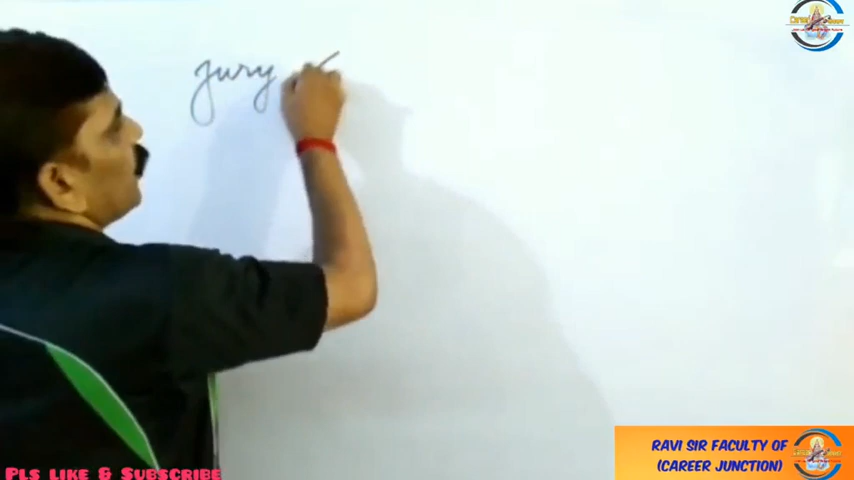 jury
RAVI SIR FACULTY OF
(CAREER JUNCTION)
PLS LIKE & SUBSCRIBE